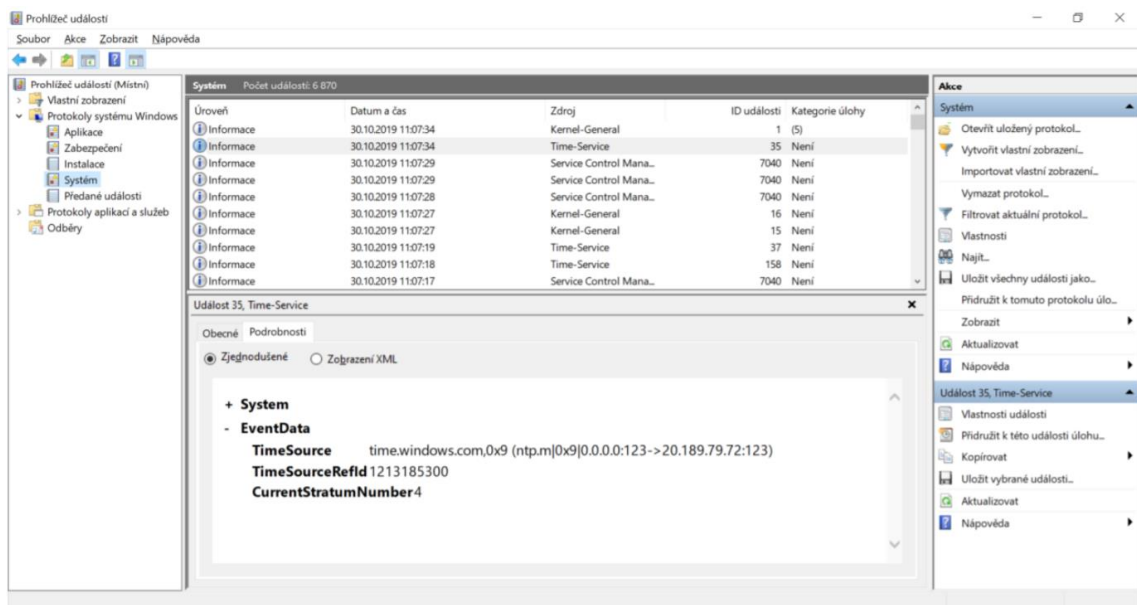 Prohlížeč událostí
Soubor Akce Zobrazit Nápověda
Prohlížeč událostí (Místní)
Vlastní zobrazení
Protokoly systému Windows
Aplikace
Zabezpečení
Instalace
Systém
Předané události
Protokoly aplikací a služeb
Odběry
Systém Počet událostí: 6 870
Úroveň Datum a čas Zdroj ID události Kategorie úlohy
Informace 30.10.2019 11:07:34 Kernel-General 1 (5)
Informace 30.10.2019 11:07:34 Time-Service 35 Není
Informace 30.10.2019 11:07:29 Service Control Mana... 7040 Není
Informace 30.10.2019 11:07:29 Service Control Mana... 7040 Není
Informace 30.10.2019 11:07:28 Service Control Mana... 7040 Není
Informace 30.10.2019 11:07:27 Kernel-General 16 Není
Informace 30.10.2019 11:07:27 Kernel-General 15 Není
Informace 30.10.2019 11:07:19 Time-Service 37 Není
Informace 30.10.2019 11:07:18 Time-Service 158 Není
Informace 30.10.2019 11:07:17 Service Control Mana... 7040 Není
Událost 35, Time-Service
Obecné Podrobnosti
Zjednodušené Zobrazení XML
+ System
- EventData
TimeSource time.windows.com,0x9 (ntp.m|0x9|0.0.0.0:123->20.189.79.72:123)
TimeSourceRefId 1213185300
CurrentStratumNumber 4
Akce
Systém
Otevřít uložený protokol...
Vytvořit vlastní zobrazení...
Importovat vlastní zobrazení...
Vymazat protokol...
Filtrovat aktuální protokol...
Vlastnosti
Najít...
Uložit všechny události jako...
Přidružit k tomuto protokolu úlo...
Zobrazit
Aktualizovat
Nápověda
Událost 35, Time-Service
Vlastnosti události
Přidružit k této události úlohu...
Kopírovat
Uložit vybrané události...
Aktualizovat
Nápověda